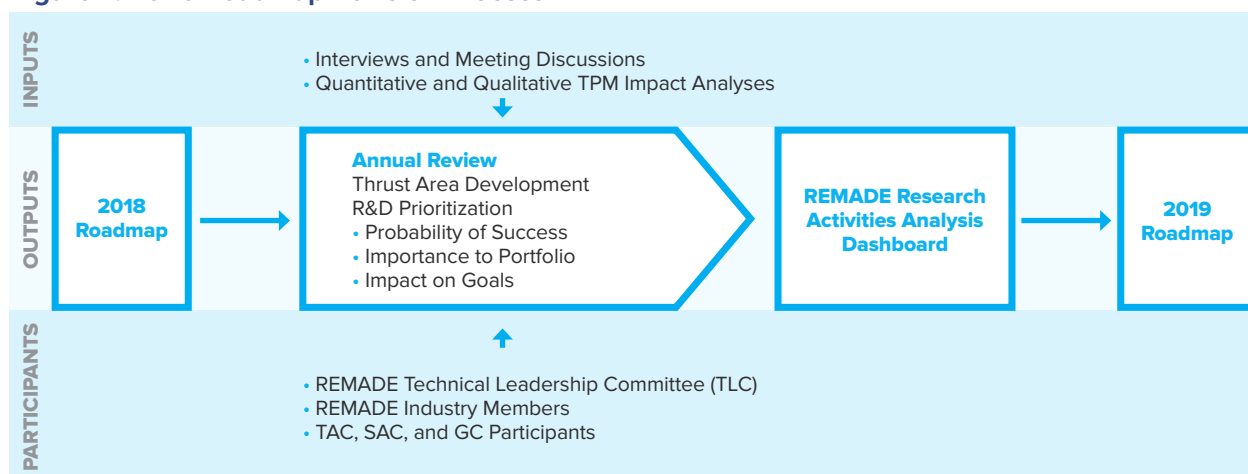 INPUTS
• Interviews and Meeting Discussions
• Quantitative and Qualitative TPM Impact Analyses
OUTPUTS
2018
Roadmap
Annual Review
Thrust Area Development
R&D Prioritization
• Probability of Success
• Importance to Portfolio
• Impact on Goals
REMADE Research
Activities Analysis
Dashboard
2019
Roadmap
PARTICIPANTS
• REMADE Technical Leadership Committee (TLC)
• REMADE Industry Members
• TAC, SAC, and GC Participants